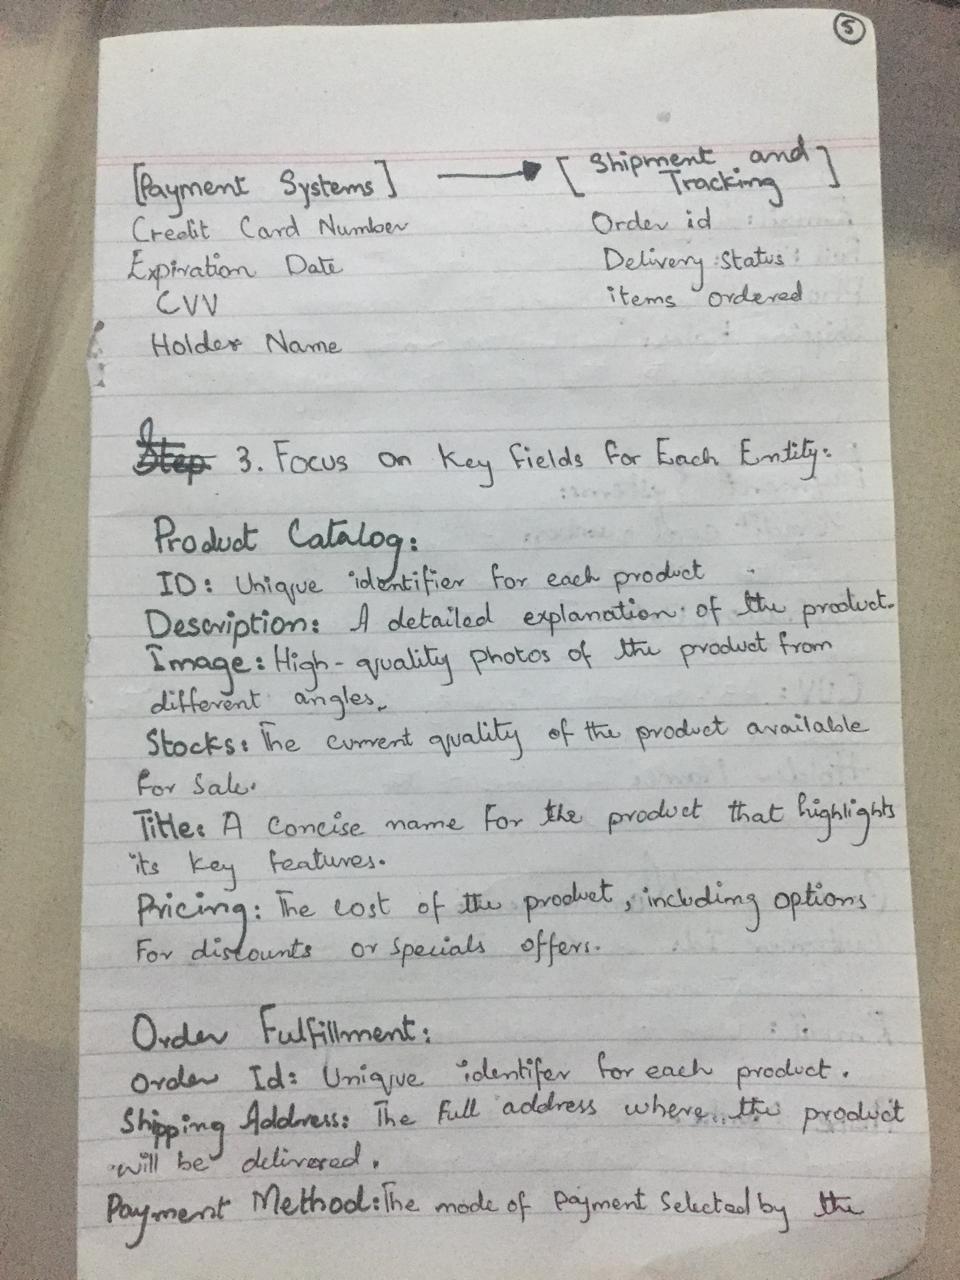 5
[Payment Systems] → [Shipment and Tracking]
Credit Card Number
Order id
Expiration Date
Delivery Status
CVV
items ordered
Holder Name
Step 3. Focus on Key Fields for Each Entity:
Product Catalog:
ID: Unique identifier for each product
Description: A detailed explanation of the product.
Image: High-quality photos of the product from
different angles.
Stocks: The current quality of the product available
for sale.
Title: A Concise name for the product that highlights
its key features.
Pricing: The cost of the product, including options
For discounts or specials offers.
Order Fulfillment:
Order Id: Unique identifer for each product.
Shipping Address: The full address where the product
will be delivered.
Payment Method: The mode of payment selected by the